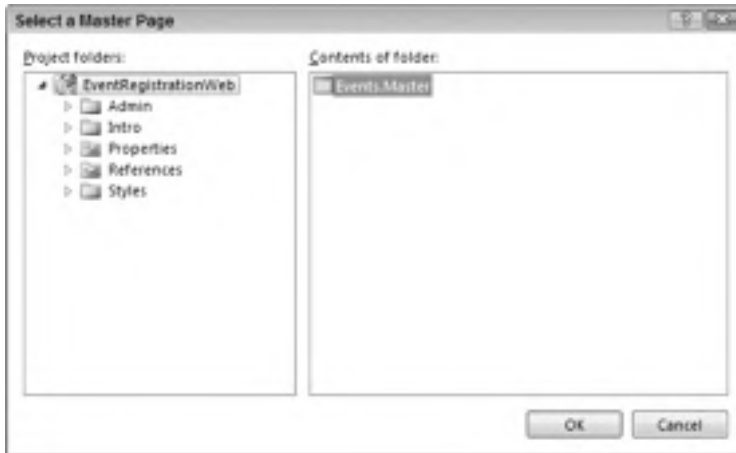 Select a Master Page
Project folders:
EventRegistrationWeb
Admin
Intro
Properties
References
Styles
Contents of folder:
Events.Master
OK
Cancel